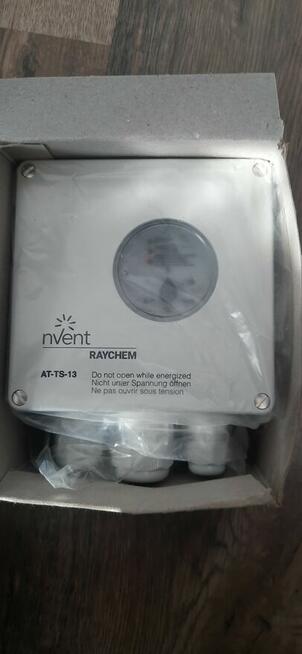 nVent
RAYCHEM
AT-TS-13
Do not open while energized
Nicht unter Spannung öffnen
Ne pas ouvrir sous tension